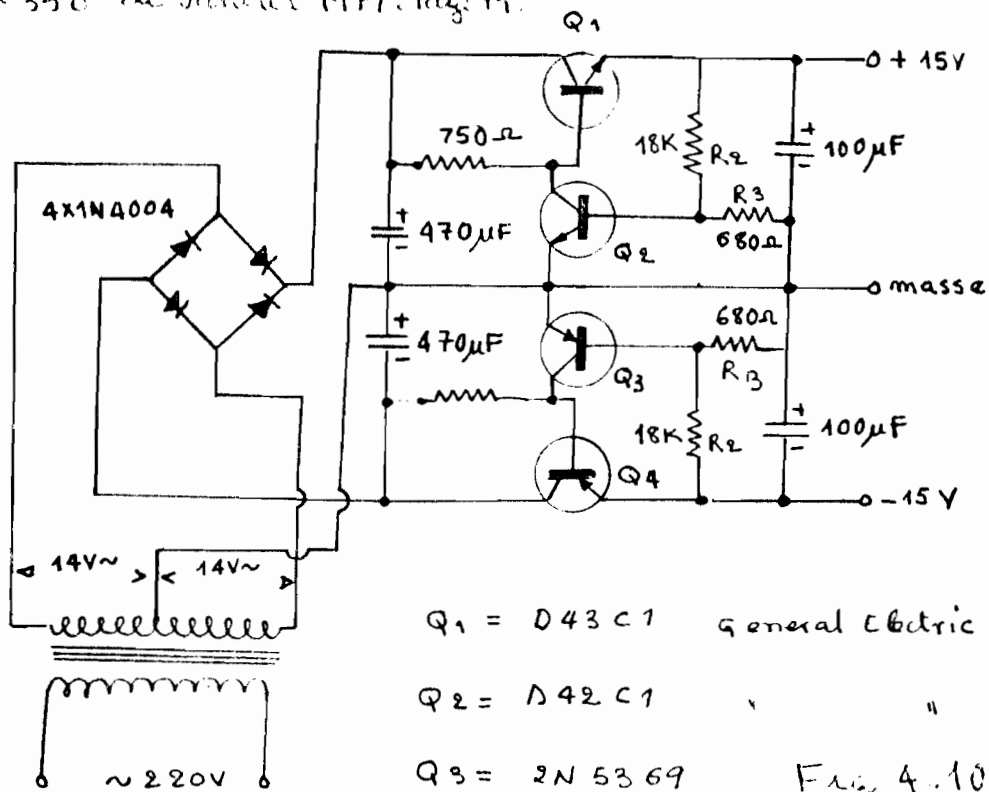 Q1
+ 15V
750Ω
18K
R2
100µF
4X1N4004
+
-
R3
680Ω
470µF
Q2
masse
680Ω
470µF
Q3
R3
18K
R2
100µF
Q4
- 15 V
14V~
14V~
Q1 = D43C1 General Electric
Q2 = D42C1 " "
~220V
Q3 = 2N5369
Fig 4.10